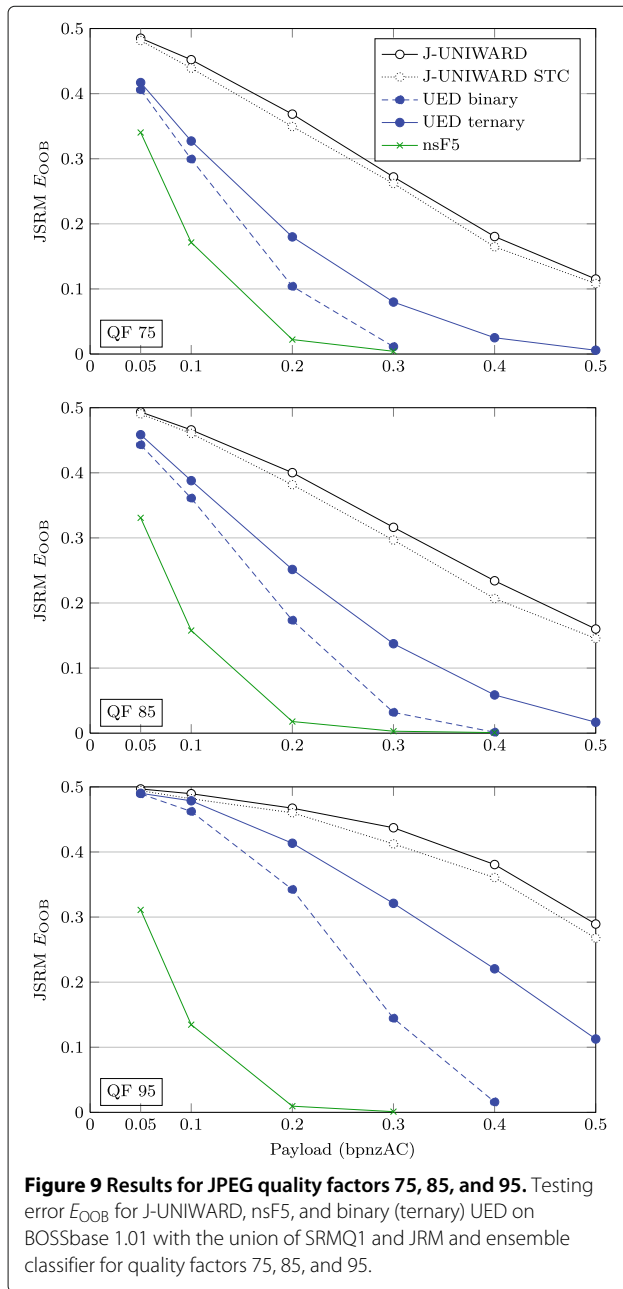 0.5
0.4
0.3
0.2
0.1
0
JSRM E_OOB
J-UNIWARD
J-UNIWARD STC
UED binary
UED ternary
nsF5
QF 75
0 0.05 0.1 0.2 0.3 0.4 0.5
0.5
0.4
0.3
0.2
0.1
0
JSRM E_OOB
QF 85
0 0.05 0.1 0.2 0.3 0.4 0.5
0.5
0.4
0.3
0.2
0.1
0
JSRM E_OOB
QF 95
0 0.05 0.1 0.2 0.3 0.4 0.5
Payload (bpnzAC)
Figure 9 Results for JPEG quality factors 75, 85, and 95. Testing
error E_OOB for J-UNIWARD, nsF5, and binary (ternary) UED on
BOSSbase 1.01 with the union of SRMQ1 and JRM and ensemble
classifier for quality factors 75, 85, and 95.